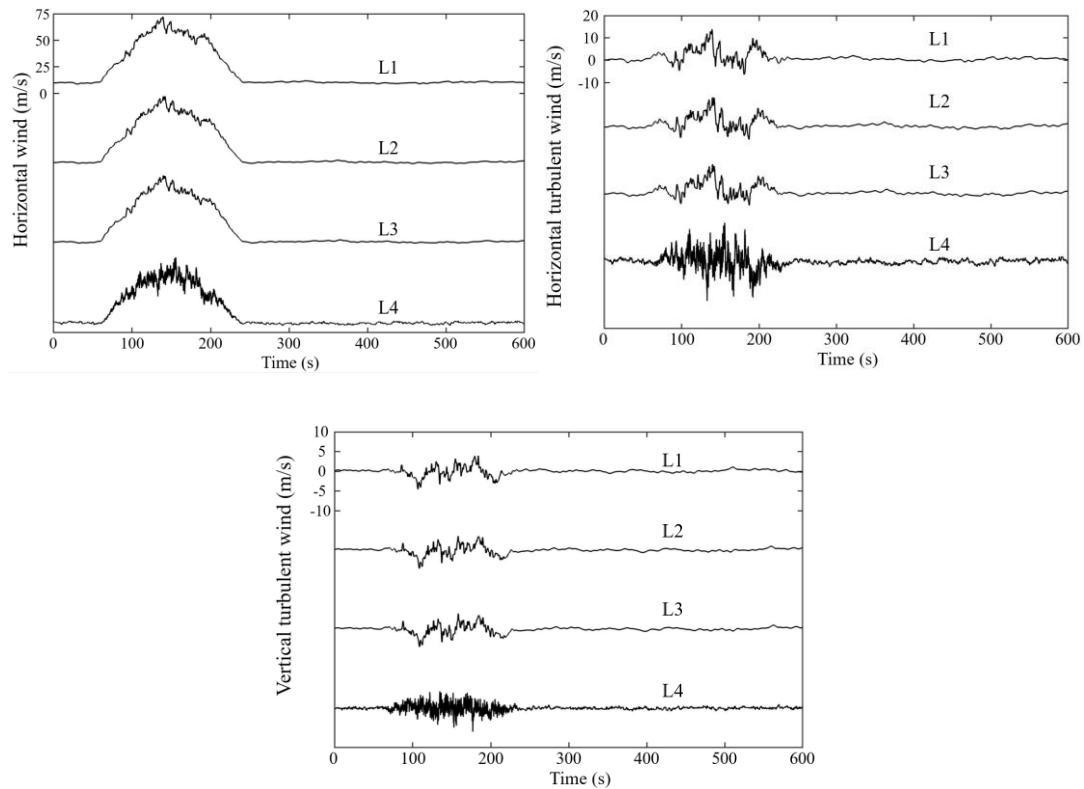 Horizontal wind (m/s)
75
50
25
0
L1
L2
L3
L4
0 100 200 300 400 500 600
Time (s)
Horizontal turbulent wind (m/s)
20
10
0
-10
L1
L2
L3
L4
0 100 200 300 400 500 600
Time (s)
Vertical turbulent wind (m/s)
10
5
0
-5
-10
L1
L2
L3
L4
0 100 200 300 400 500 600
Time (s)